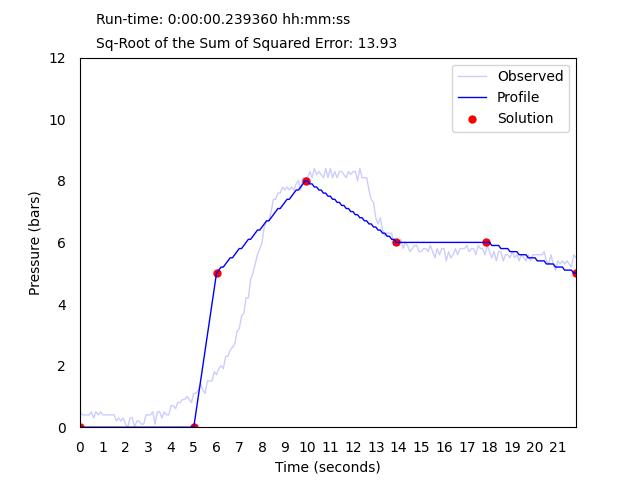 Run-time: 0:00:00.239360 hh:mm:ss
Sq-Root of the Sum of Squared Error: 13.93
12
10
8
6
4
2
0
Pressure (bars)
Observed
Profile
Solution
0 1 2 3 4 5 6 7 8 9 10 11 12 13 14 15 16 17 18 19 20 21
Time (seconds)